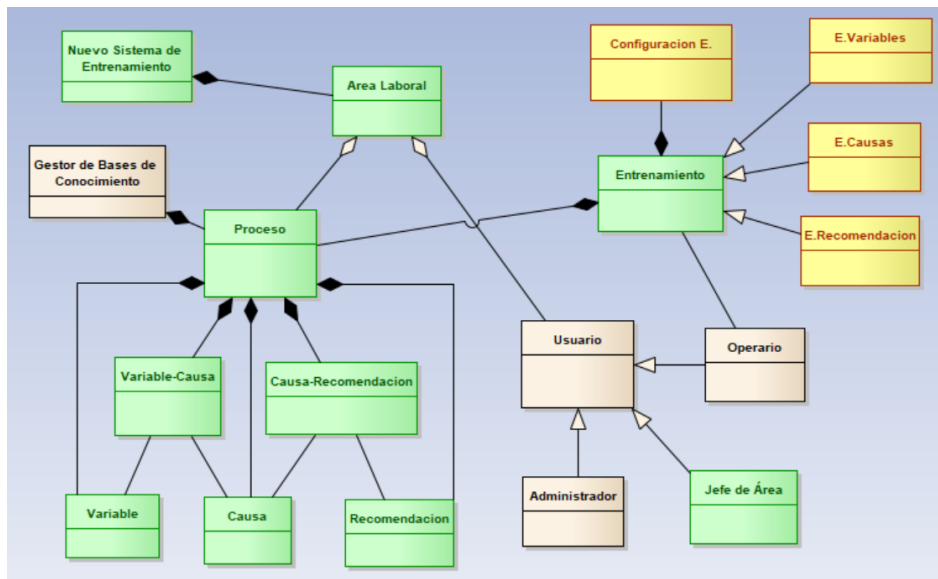 Nuevo Sistema de
Entrenamiento
Area Laboral
Configuracion E.
E.Variables
Gestor de Bases de
Conocimiento
E.Causas
Entrenamiento
Proceso
E.Recomendacion
Usuario
Operario
Variable-Causa
Causa-Recomendacion
Administrador
Jefe de Área
Variable
Causa
Recomendacion